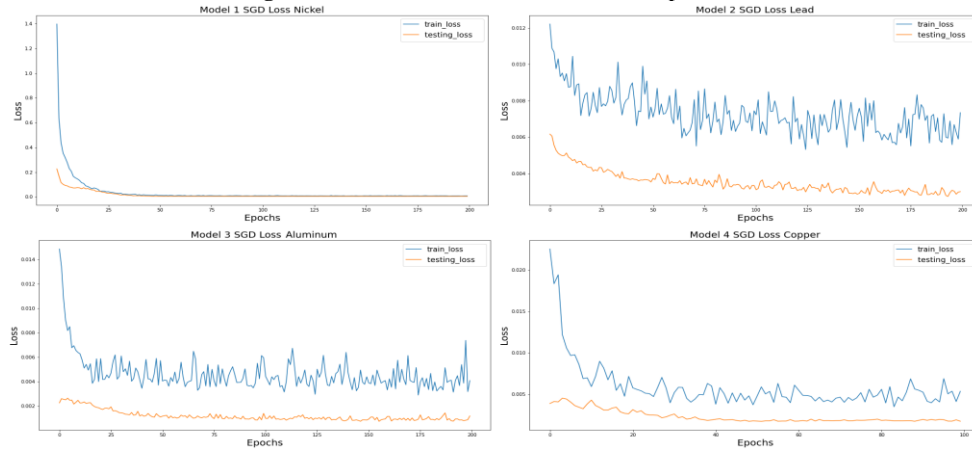 Model 1 SGD Loss Nickel
train_loss
testing_loss
1.4
1.2
1.0
0.8
0.6
0.4
0.2
0.0
Loss
0
25
50
75
100
125
150
175
200
Epochs
Model 2 SGD Loss Lead
train_loss
testing_loss
0.012
0.010
0.008
0.006
0.004
Loss
0
25
50
75
100
125
150
175
200
Epochs
Model 3 SGD Loss Aluminum
train_loss
testing_loss
0.014
0.012
0.010
0.008
0.006
0.004
0.002
Loss
0
25
50
75
100
125
150
175
200
Epochs
Model 4 SGD Loss Copper
train_loss
testing_loss
0.020
0.015
0.010
0.005
Loss
0
20
40
60
80
100
Epochs